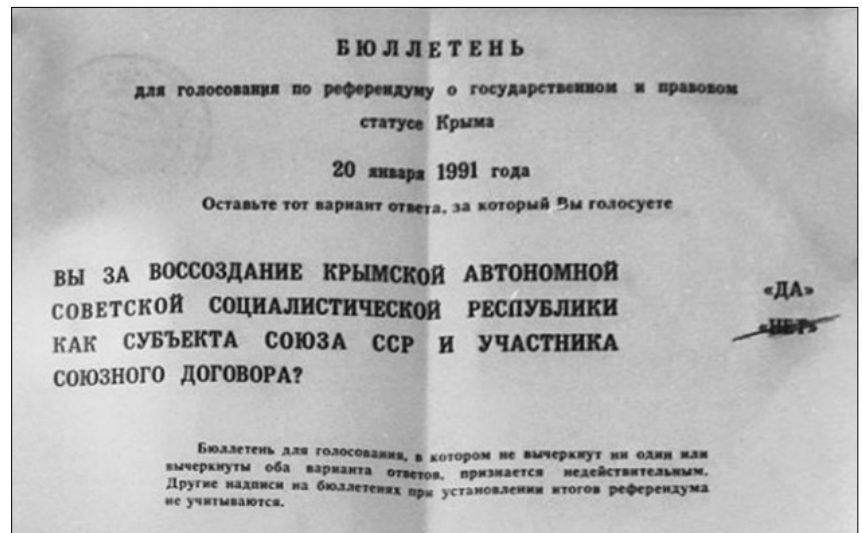 БЮЛЛЕТЕНЬ
для голосования по референдуму о государственном и правовом
статусе Крыма
20 января 1991 года
Оставьте тот вариант ответа, за который Вы голосуете
ВЫ ЗА ВОССОЗДАНИЕ КРЫМСКОЙ АВТОНОМНОЙ
СОВЕТСКОЙ СОЦИАЛИСТИЧЕСКОЙ РЕСПУБЛИКИ
КАК СУБЪЕКТА СОЮЗА ССР И УЧАСТНИКА
СОЮЗНОГО ДОГОВОРА?
«ДА»
«НЕТ»
Бюллетень для голосования, в котором не вычеркнут ни один или
вычеркнуты оба варианта ответов, признается недействительным.
Другие надписи на бюллетенях при установлении итогов референдума
не учитываются.